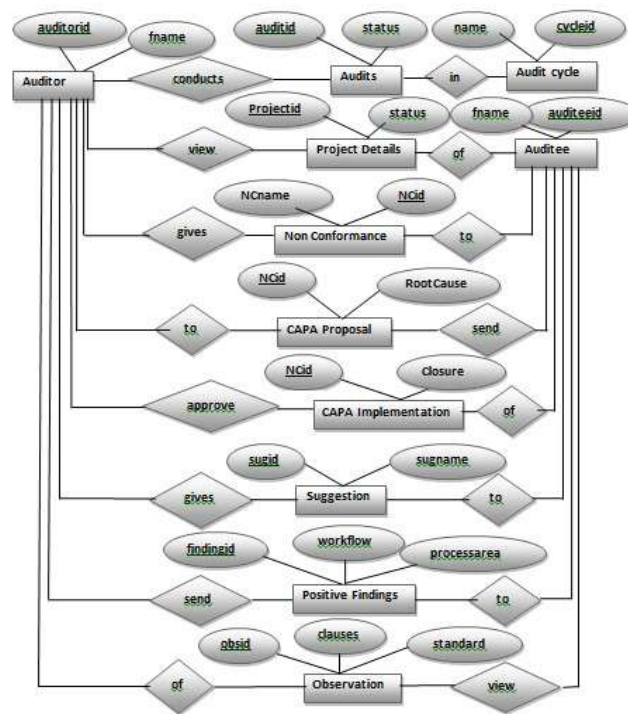 auditorid fname auditid status name cycleid
Auditor conducts Audits in Audit cycle
Projectid status fname auditeeid
view Project Details of Auditee
NCname NCid
gives Non Conformance to
NCid RootCause
to CAPA Proposal send
NCid Closure
approve CAPA Implementation of
sugid sugname
gives Suggestion to
findingid workflow processarea
send Positive Findings to
obsid clauses standard
of Observation view